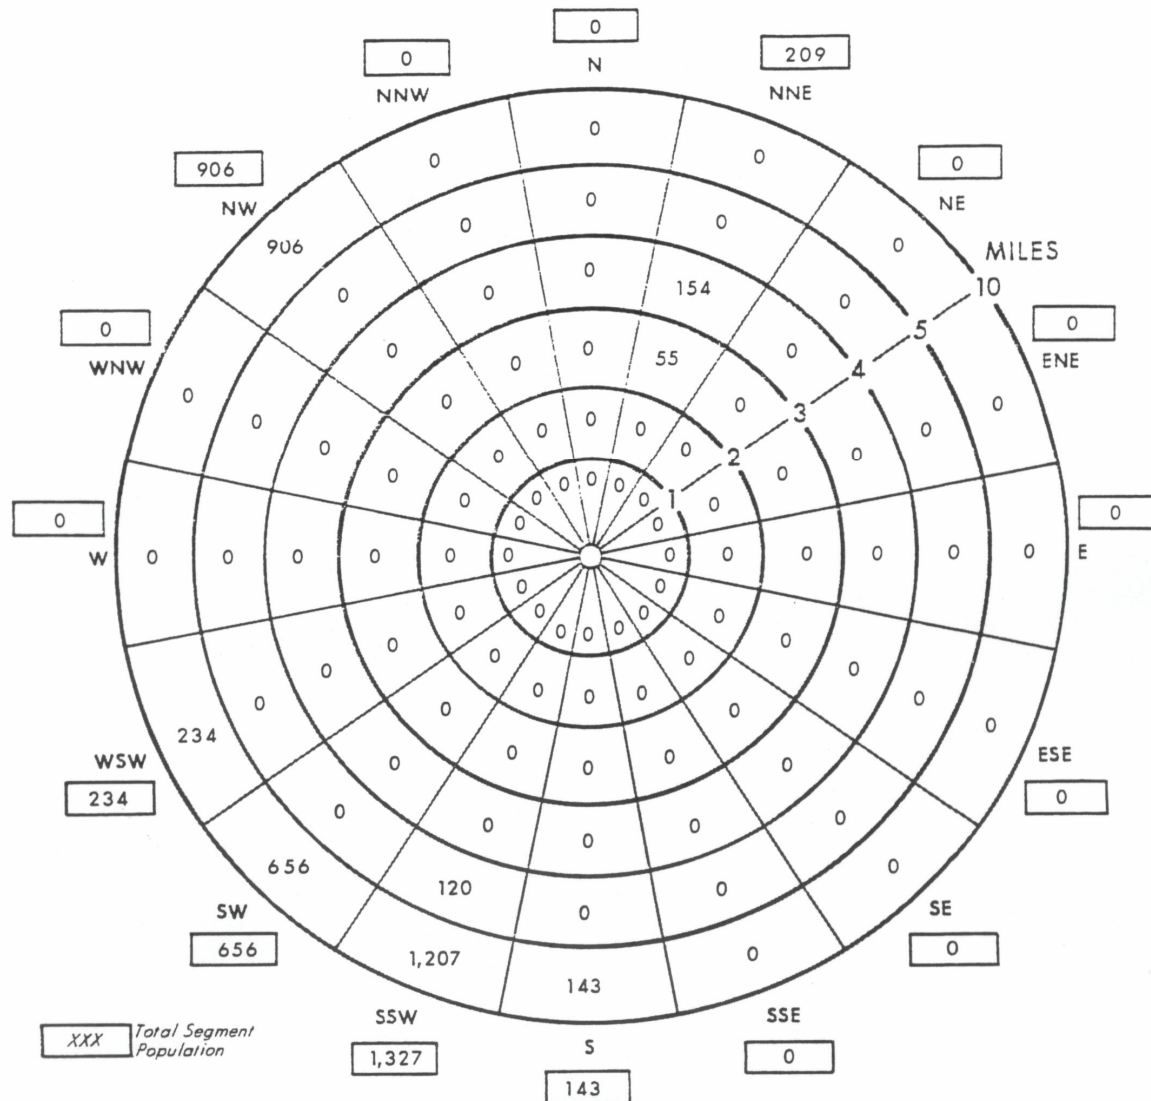 0
0 209
N
NNW NNE
0
0 0 0
906
0 NE
NW 0 0
906 0
MILES
0
0 0 154 0 10
0 5 0
0 0 0 55 0 4
WNW ENE
0 0 0 0 3 0
0 0 0 0 0
0 0 0 2 0
0 0
0 0 0 0 0 0 1 0
0 0 0 0
W 0 0 0 0 0 0 0 0 0 0 0 0 E
0 0
0 0 0 0
0 0 0
0 0
0 0 0 0
0 0 0 0 0
0 0
234 0
0 0
WSW 0 0 0 ESE
234 0
0 0 0 0
0
656 0
120 0
SW 0 SE
656 1,207 0 0
143
SSW SSE
XXX Total Segment
Population
S
1,327 0
143